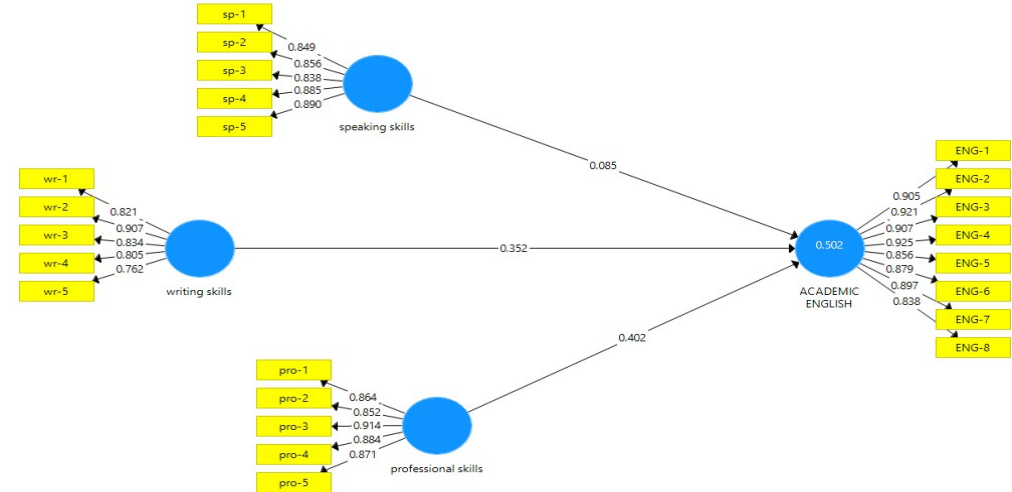 sp-1
sp-2
sp-3
sp-4
sp-5
0.849
0.856
0.838
0.885
0.890
speaking skills
0.085
wr-1
wr-2
wr-3
wr-4
wr-5
0.821
0.907
0.834
0.805
0.762
writing skills
0.352
pro-1
pro-2
pro-3
pro-4
pro-5
0.864
0.852
0.914
0.884
0.871
professional skills
0.402
0.502
ACADEMIC
ENGLISH
0.905
0.921
0.907
0.925
0.856
0.879
0.897
0.838
ENG-1
ENG-2
ENG-3
ENG-4
ENG-5
ENG-6
ENG-7
ENG-8